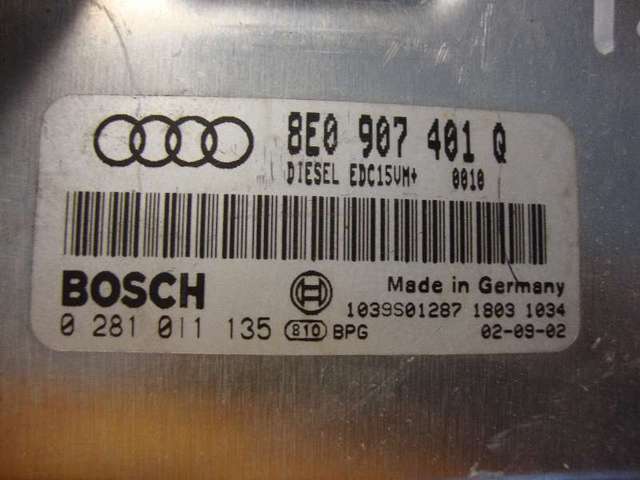 8E0 907 401 Q
DIESEL EDC15VM+ 0010
BOSCH
Made in Germany
1039S01287 1803 1034
0 281 011 135 810 BPG 02-09-02